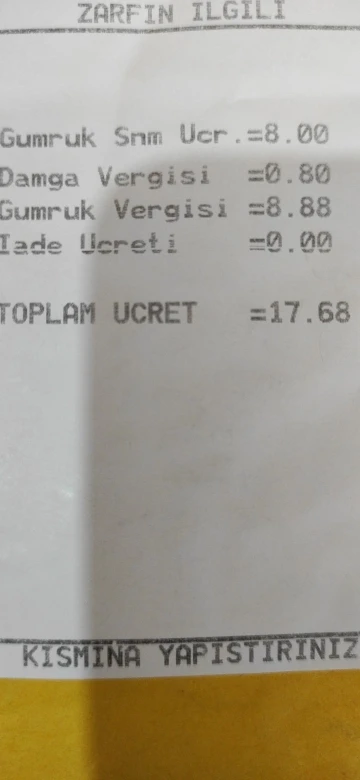 ZARFIN ILGILI
Gumruk Snm Ucr.=8.00
Damga Vergisi =0.80
Gumruk Vergisi =8.88
Iade Ucreti =0.00
TOPLAM UCRET =17.68
KISMINA YAPISTIRINIZ